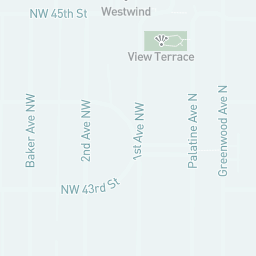 NW 45th St
Westwind
View Terrace
Baker Ave NW
2nd Ave NW
1st Ave NW
Palatine Ave N
Greenwood Ave N
NW 43rd St